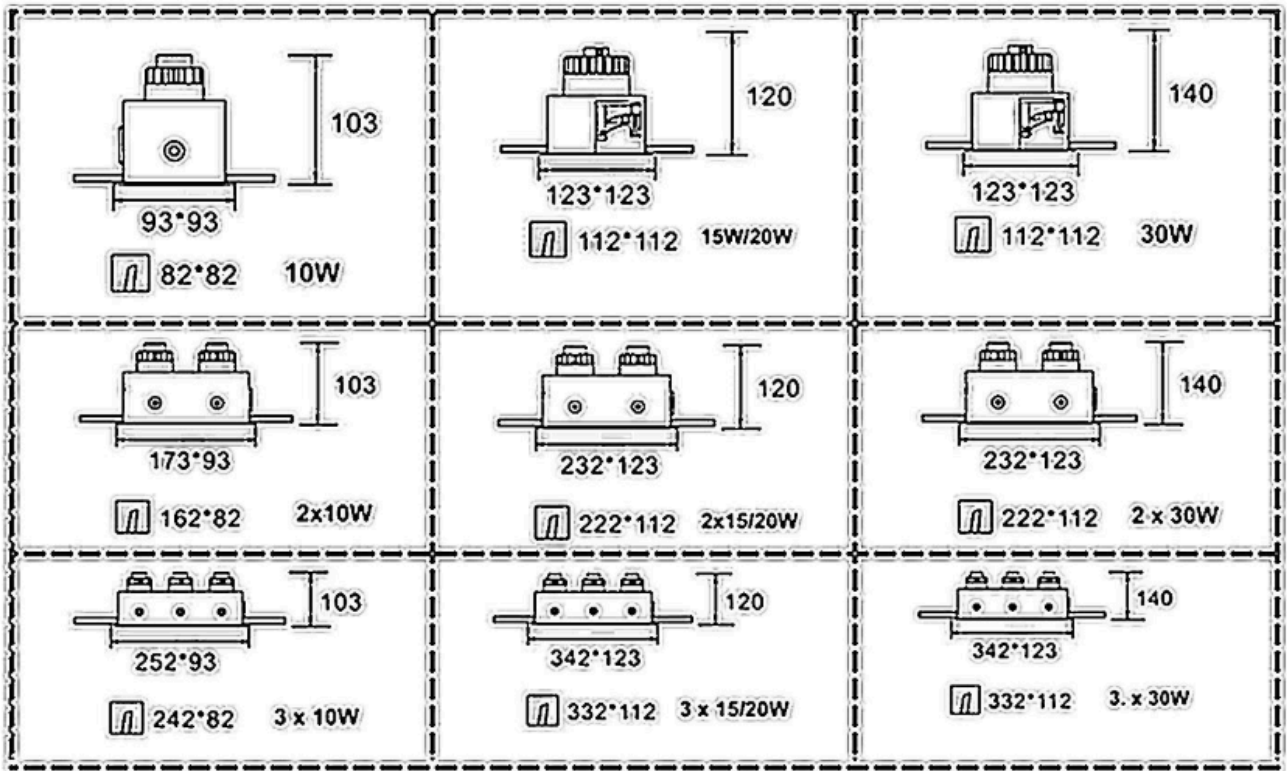 103
93*93
82*82 10W
120
123*123
112*112 15W/20W
140
123*123
112*112 30W
103
173*93
162*82 2x10W
120
232*123
222*112 2x15/20W
140
232*123
222*112 2 x 30W
103
252*93
242*82 3 x 10W
120
342*123
332*112 3 x 15/20W
140
342*123
332*112 3. x 30W